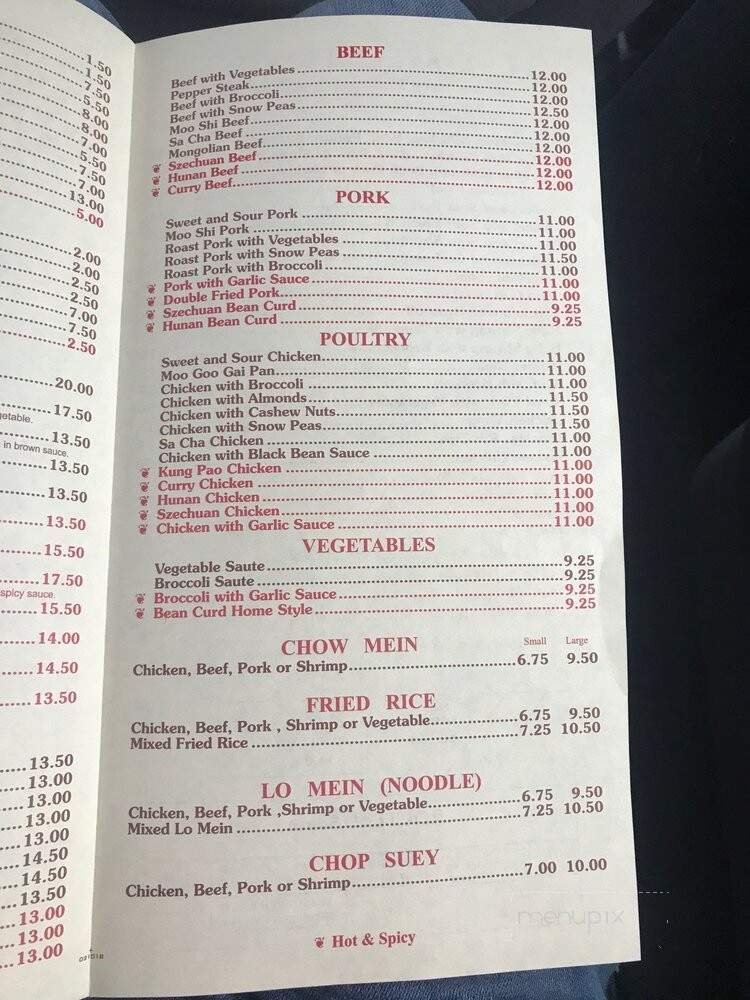 1.50
1.50
7.50
5.50
8.00
8.00
7.00
5.50
7.50
7.00
13.00
5.00
2.00
2.00
2.50
2.50
7.00
7.50
2.50
20.00
17.50
getable.
13.50
in brown sauce.
13.50
13.50
13.50
15.50
17.50
spicy sauce.
15.50
14.00
14.50
13.50
13.50
13.00
13.00
13.00
13.00
14.50
14.50
13.50
13.00
13.00
13.00
021018
BEEF
Beef with Vegetables 12.00
Pepper Steak 12.00
Beef with Broccoli 12.00
Beef with Snow Peas 12.50
Moo Shi Beef 12.00
Sa Cha Beef 12.00
Mongolian Beef 12.00
Szechuan Beef 12.00
Hunan Beef 12.00
Curry Beef 12.00
PORK
Sweet and Sour Pork 11.00
Moo Shi Pork 11.00
Roast Pork with Vegetables 11.00
Roast Pork with Snow Peas 11.50
Roast Pork with Broccoli 11.00
Pork with Garlic Sauce 11.00
Double Fried Pork 11.00
Szechuan Bean Curd 9.25
Hunan Bean Curd 9.25
POULTRY
Sweet and Sour Chicken 11.00
Moo Goo Gai Pan 11.00
Chicken with Broccoli 11.00
Chicken with Almonds 11.50
Chicken with Cashew Nuts 11.50
Chicken with Snow Peas 11.50
Sa Cha Chicken 11.00
Chicken with Black Bean Sauce 11.00
Kung Pao Chicken 11.00
Curry Chicken 11.00
Hunan Chicken 11.00
Szechuan Chicken 11.00
Chicken with Garlic Sauce 11.00
VEGETABLES
Vegetable Saute 9.25
Broccoli Saute 9.25
Broccoli with Garlic Sauce 9.25
Bean Curd Home Style 9.25
CHOW MEIN Small Large
Chicken, Beef, Pork or Shrimp 6.75 9.50
FRIED RICE
Chicken, Beef, Pork , Shrimp or Vegetable 6.75 9.50
Mixed Fried Rice 7.25 10.50
LO MEIN (NOODLE)
Chicken, Beef, Pork ,Shrimp or Vegetable 6.75 9.50
Mixed Lo Mein 7.25 10.50
CHOP SUEY
Chicken, Beef, Pork or Shrimp 7.00 10.00
Hot & Spicy
menupix